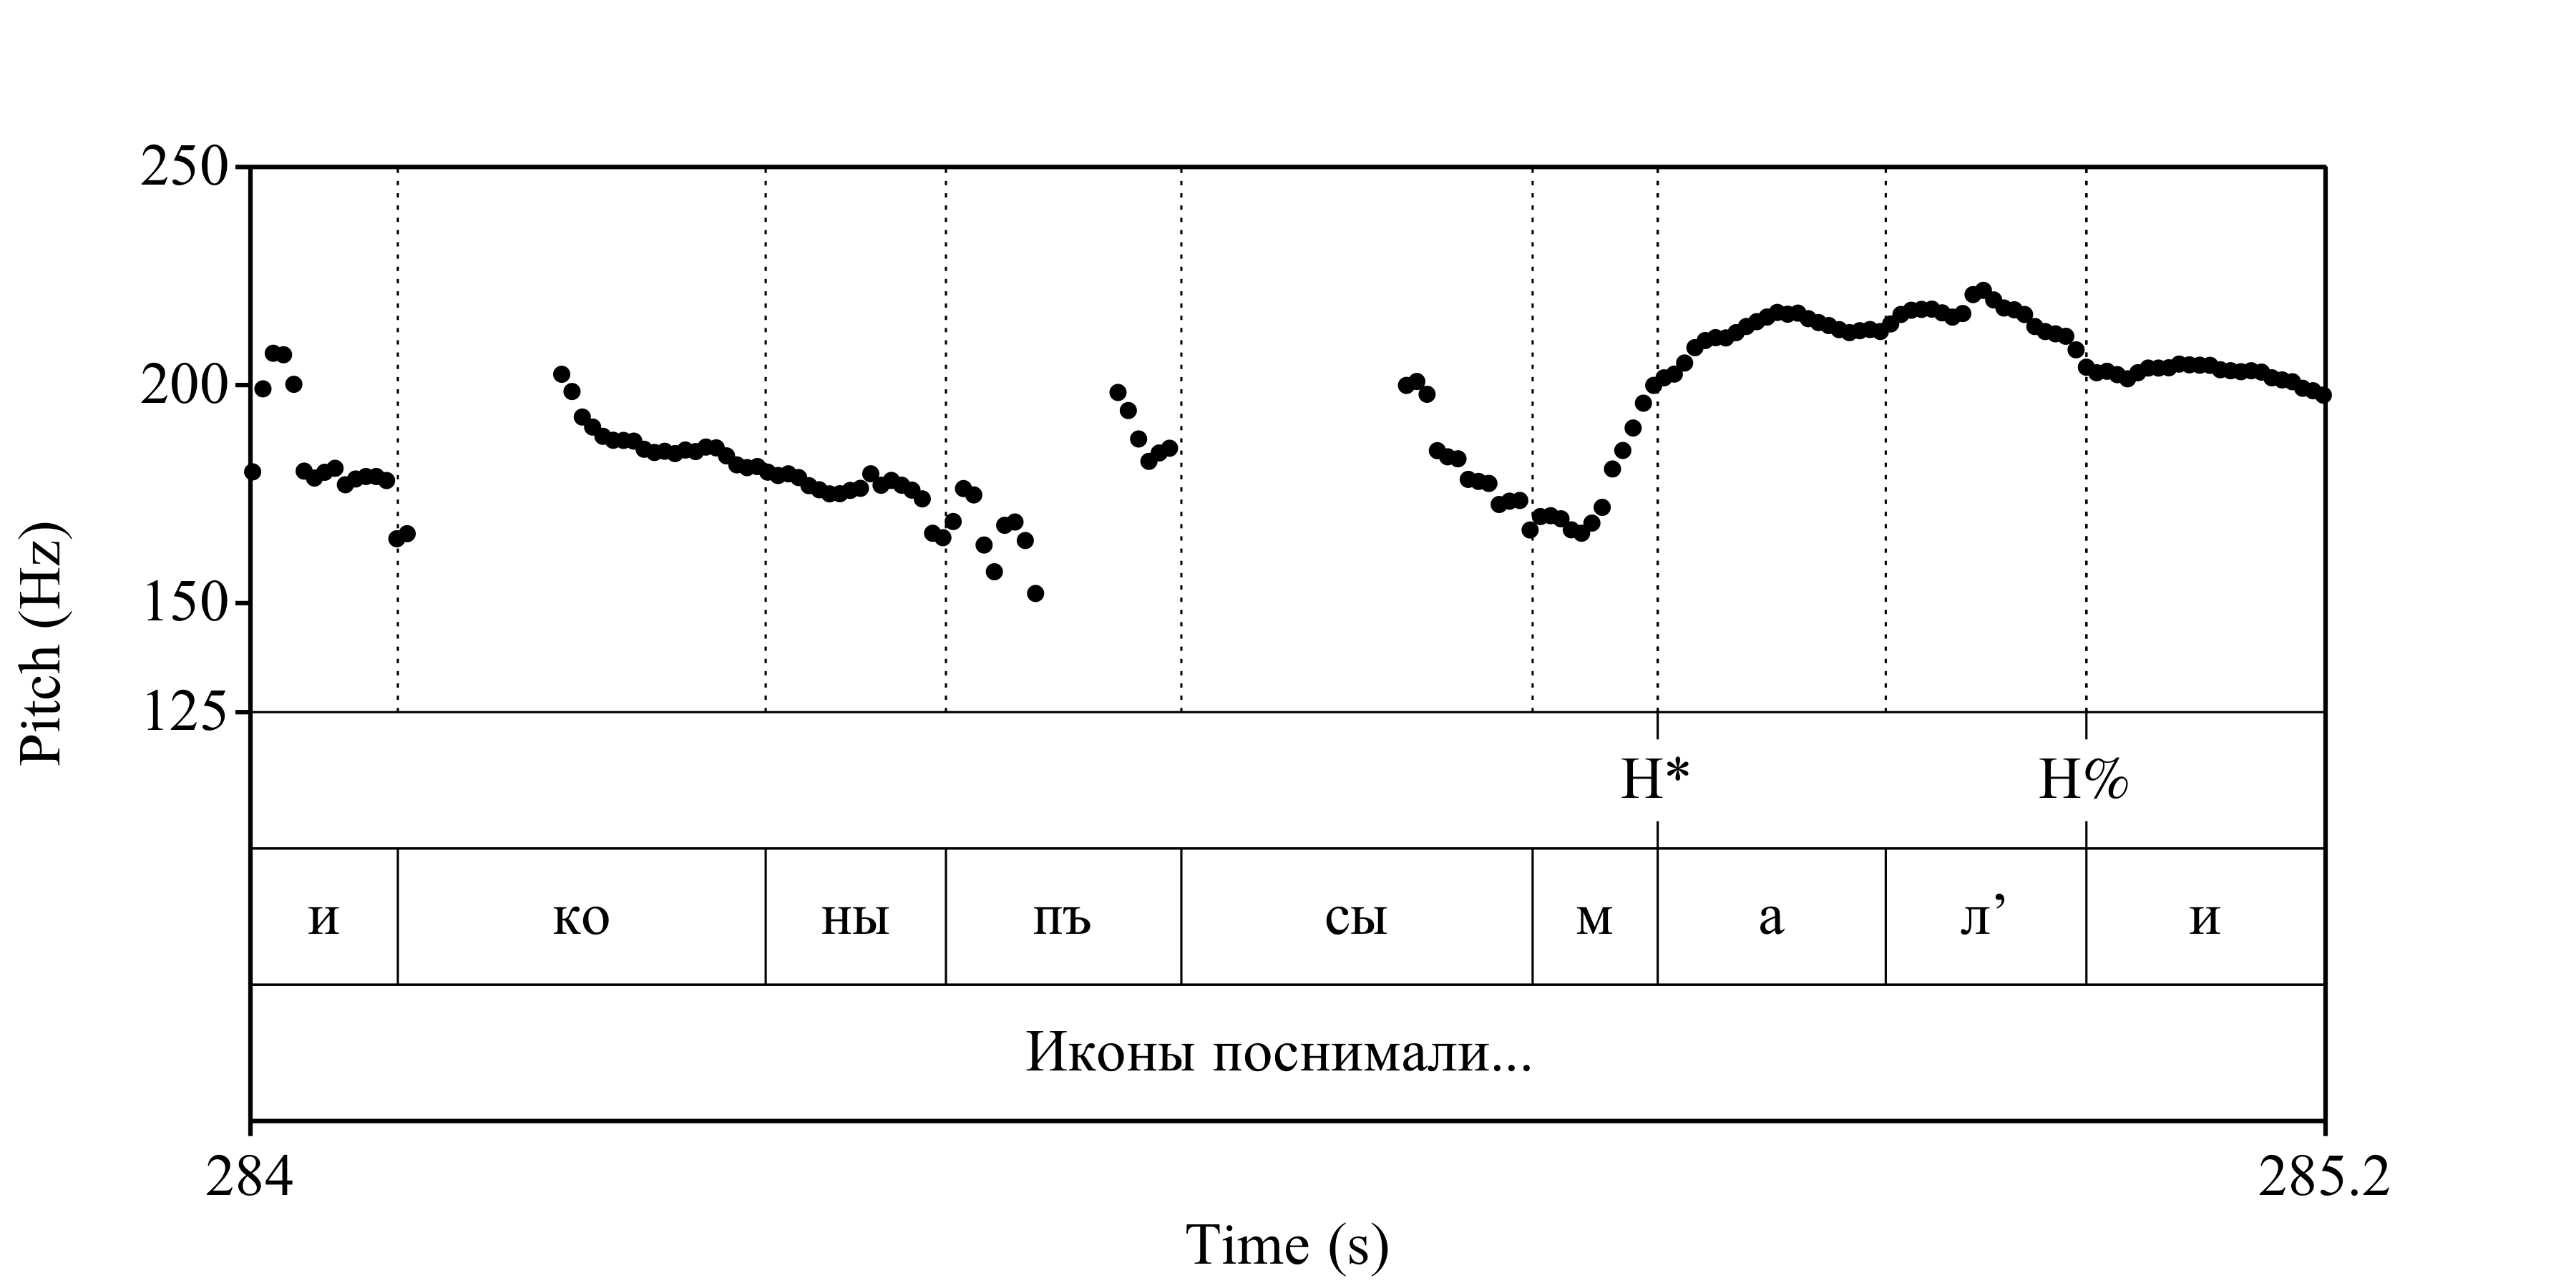 250
200
150
125
Pitch (Hz)
H* H%
и ко ны пъ сы м а л’ и
Иконы поснимали...
284 285.2
Time (s)